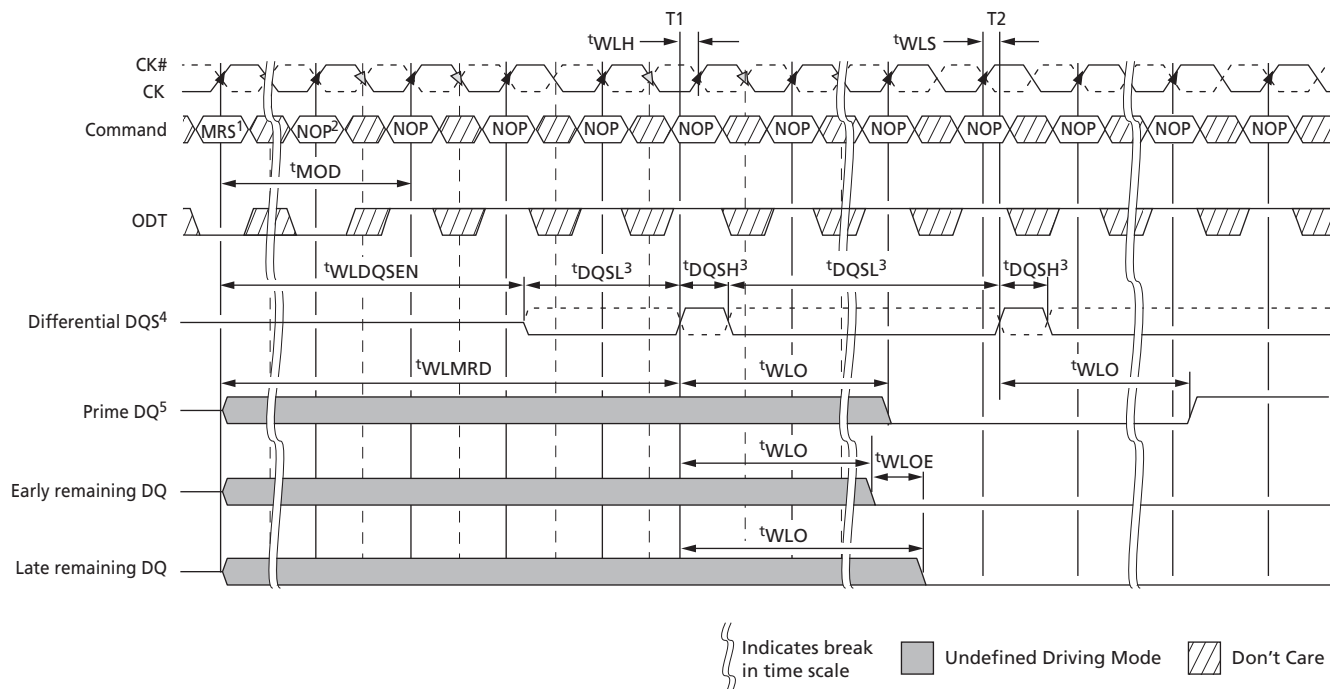 T1 T2
tWLH tWLS
CK#
CK
Command MRS1 NOP2 NOP NOP NOP NOP NOP NOP NOP NOP NOP NOP
tMOD
ODT
tWLDQSEN tDQSL3 tDQSH3 tDQSL3 tDQSH3
Differential DQS4
tWLMRD tWLO tWLO
Prime DQ5
tWLO tWLOE
Early remaining DQ
tWLO
Late remaining DQ
Indicates break
in time scale
Undefined Driving Mode
Don't Care